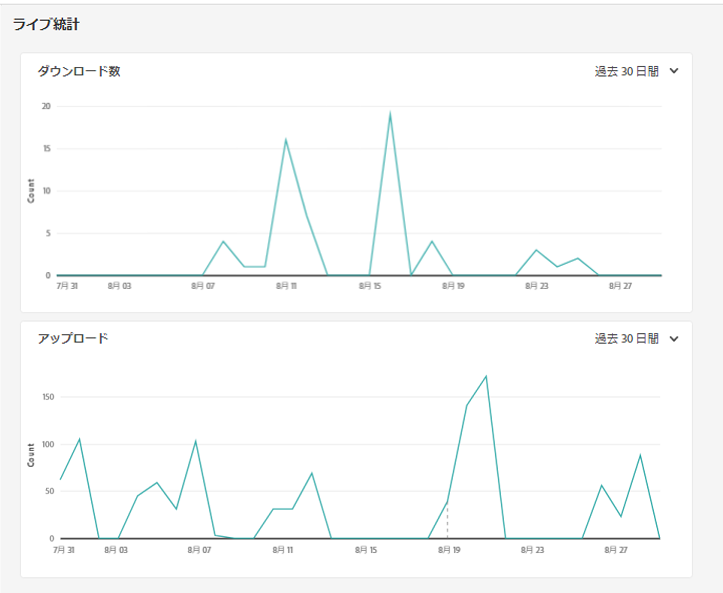 ライブ統計
ダウンロード数
過去 30 日間
20
15
10
5
0
Count
7月 31
8月 03
8月 07
8月 11
8月 15
8月 19
8月 23
8月 27
アップロード
過去 30 日間
150
100
50
0
Count
7月 31
8月 03
8月 07
8月 11
8月 15
8月 19
8月 23
8月 27